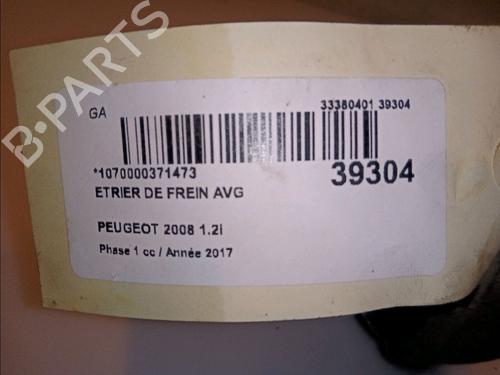 B-PARTS
GA
33380401 39304
*1070000371473
39304
ETRIER DE FREIN AVG
PEUGEOT 2008 1.2i
Phase 1 cc / Année 2017